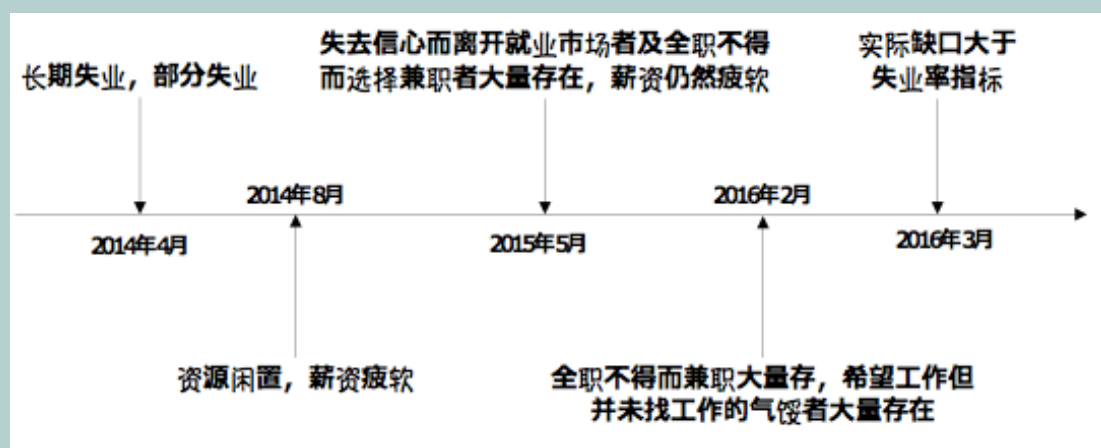 长期失业，部分失业
失去信心而离开就业市场者及全职不得
而选择兼职者大量存在，薪资仍然疲软
实际缺口大于
失业率指标
2014年8月
2016年2月
2014年4月
2015年5月
2016年3月
资源闲置，薪资疲软
全职不得而兼职大量存，希望工作但
并未找工作的气馁者大量存在